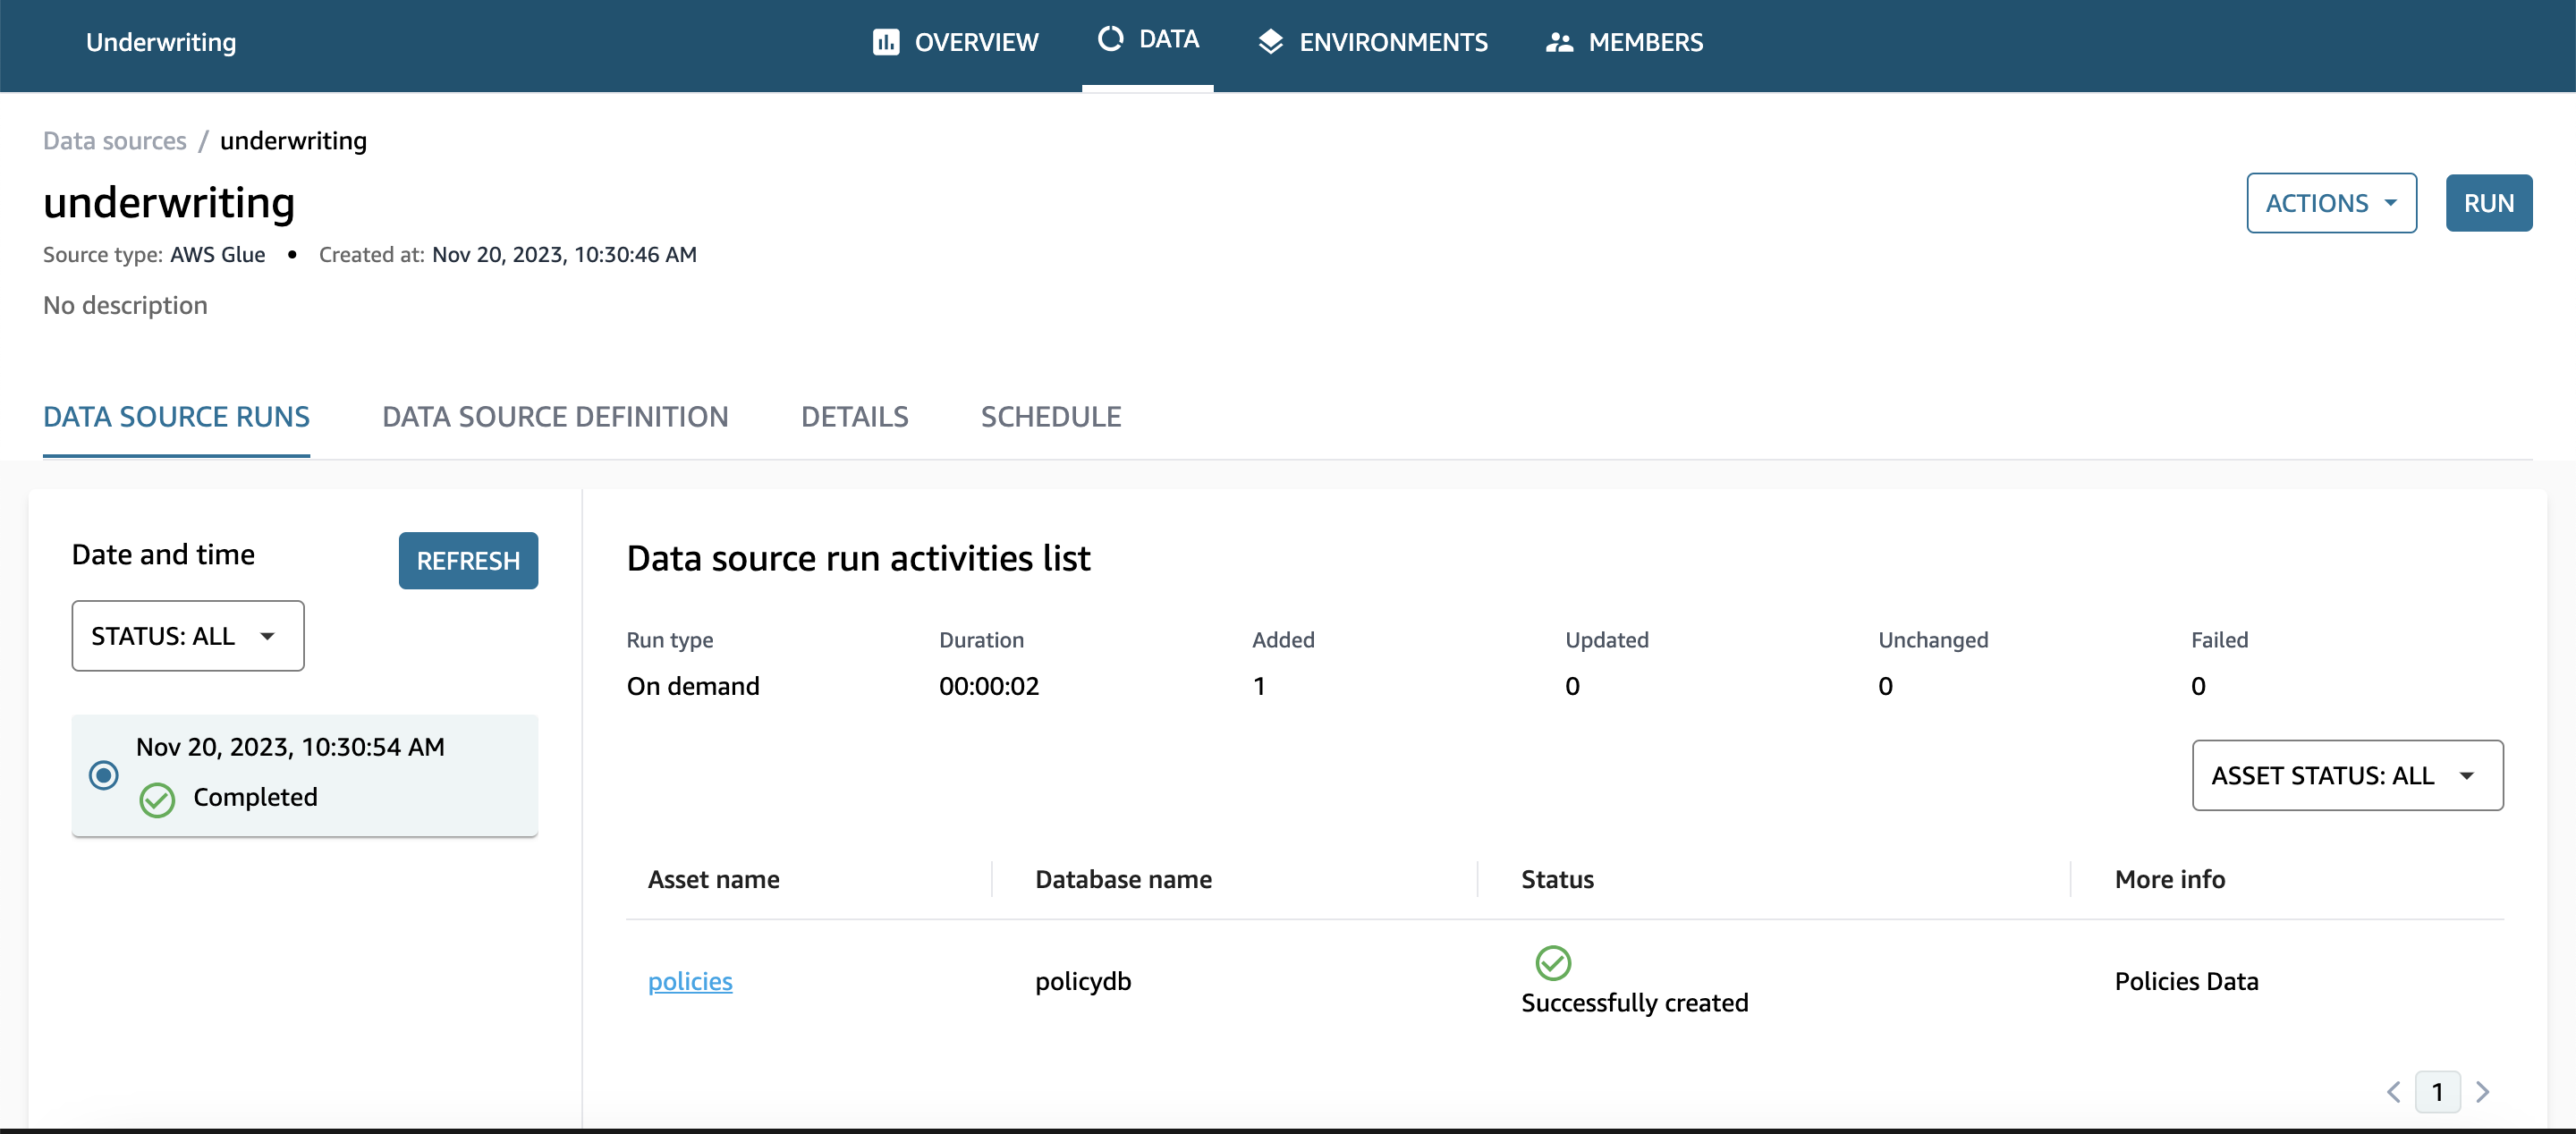 Underwriting
OVERVIEW
DATA
ENVIRONMENTS
MEMBERS
Data sources / underwriting
underwriting
ACTIONS
RUN
Source type: AWS Glue • Created at: Nov 20, 2023, 10:30:46 AM
No description
DATA SOURCE RUNS
DATA SOURCE DEFINITION
DETAILS
SCHEDULE
Date and time
REFRESH
STATUS: ALL
Nov 20, 2023, 10:30:54 AM
Completed
Data source run activities list
Run type Duration Added Updated Unchanged Failed
On demand 00:00:02 1 0 0 0
ASSET STATUS: ALL
Asset name Database name Status More info
policies policydb Successfully created Policies Data
1